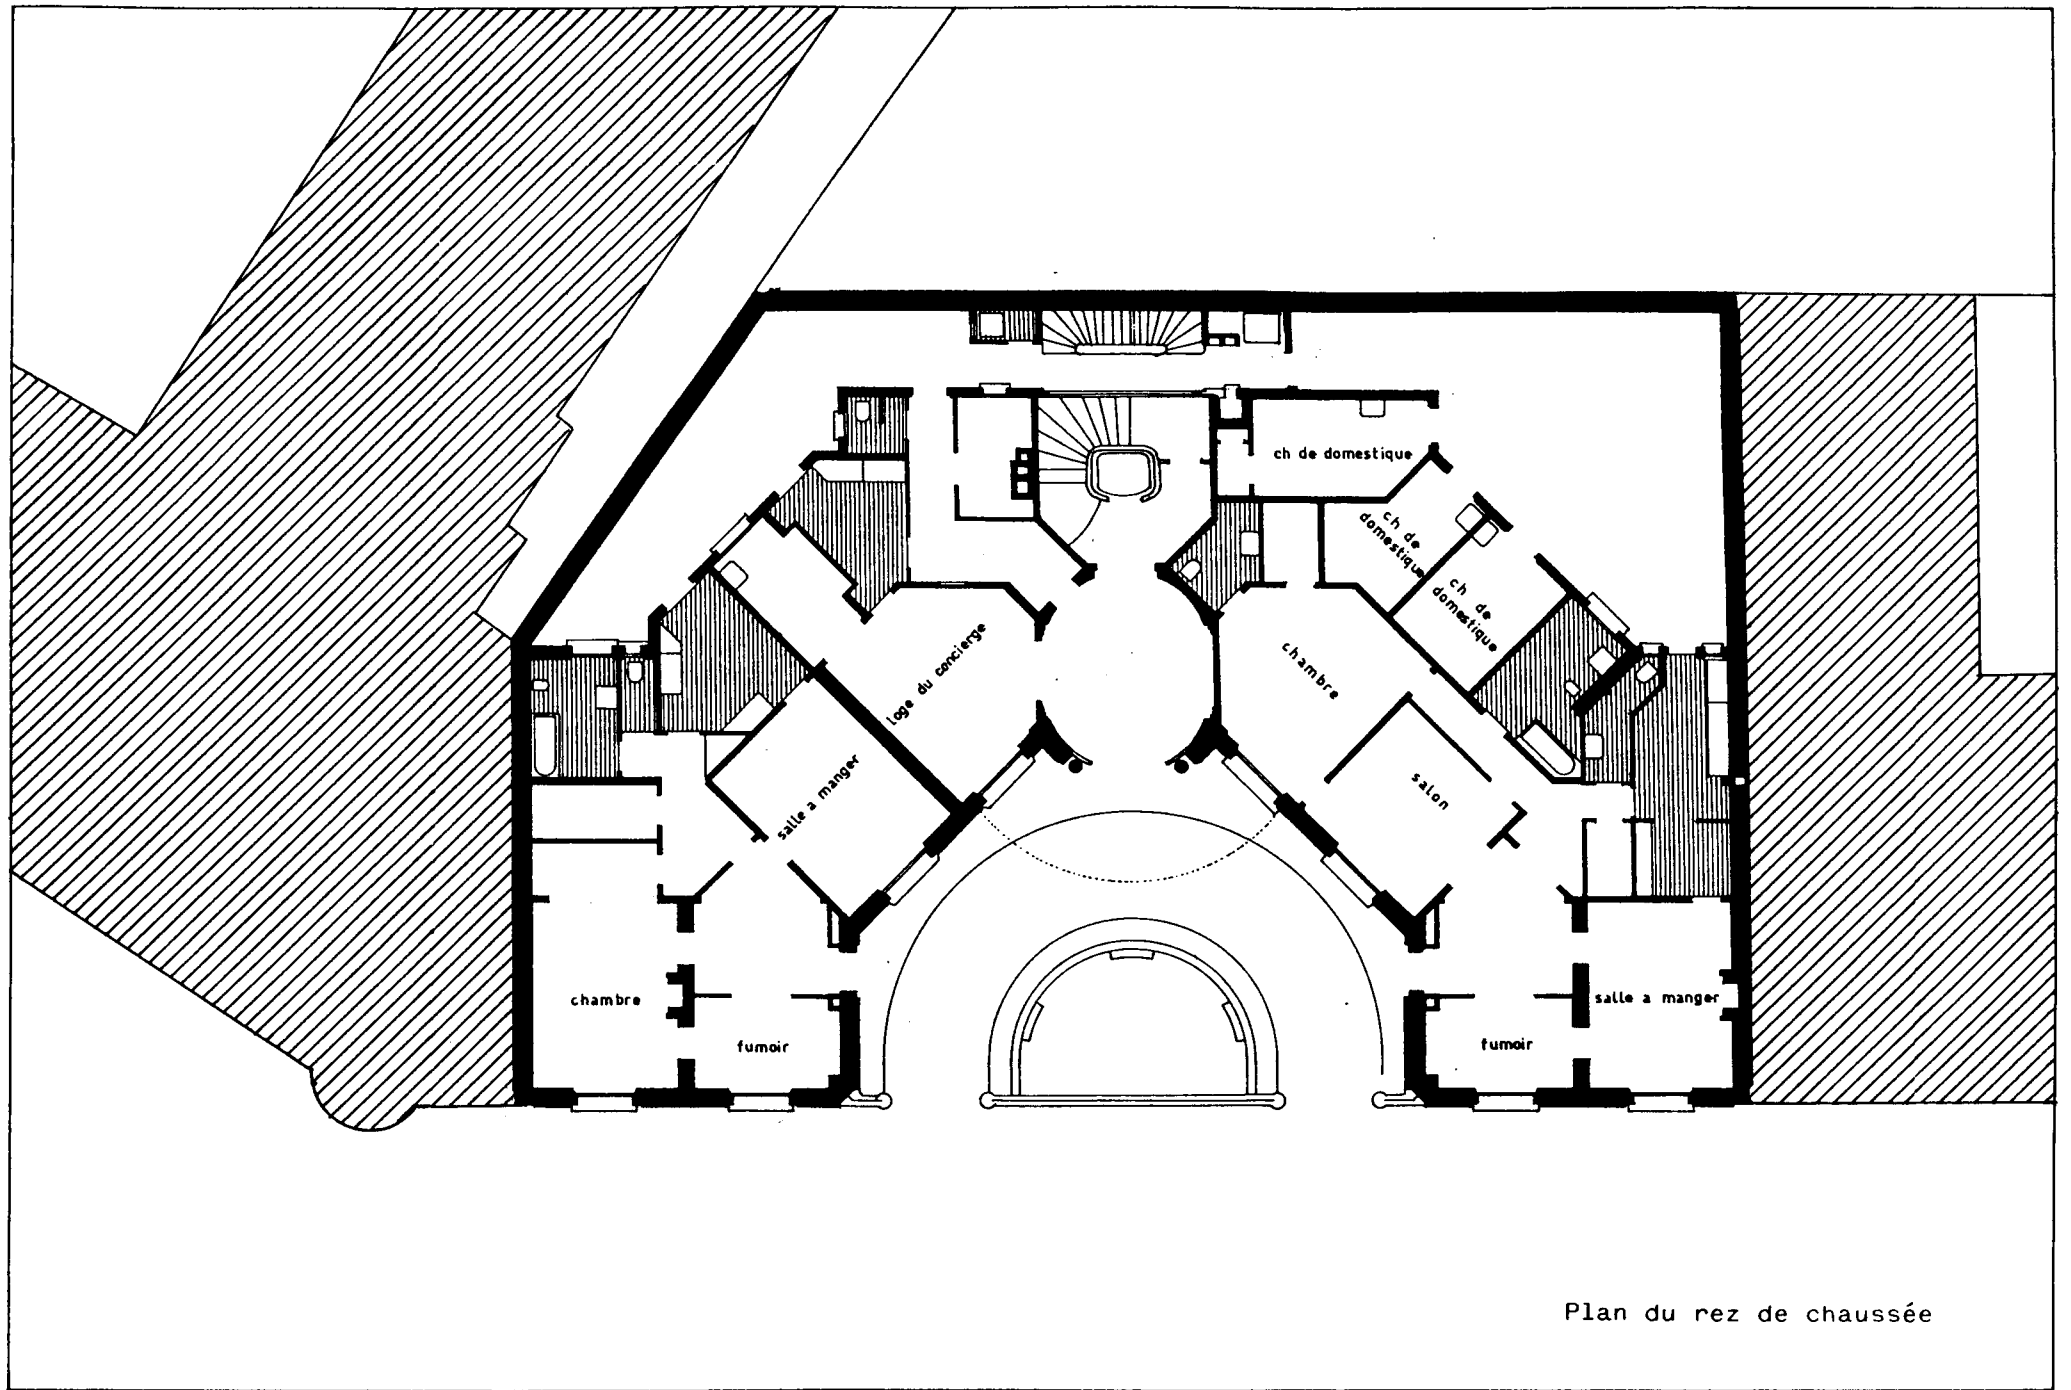 ch de domestique
ch de
domestique
ch de
domestique
loge du concierge
chambre
salle a manger
salon
chambre
salle a manger
fumoir
fumoir
Plan du rez de chaussée